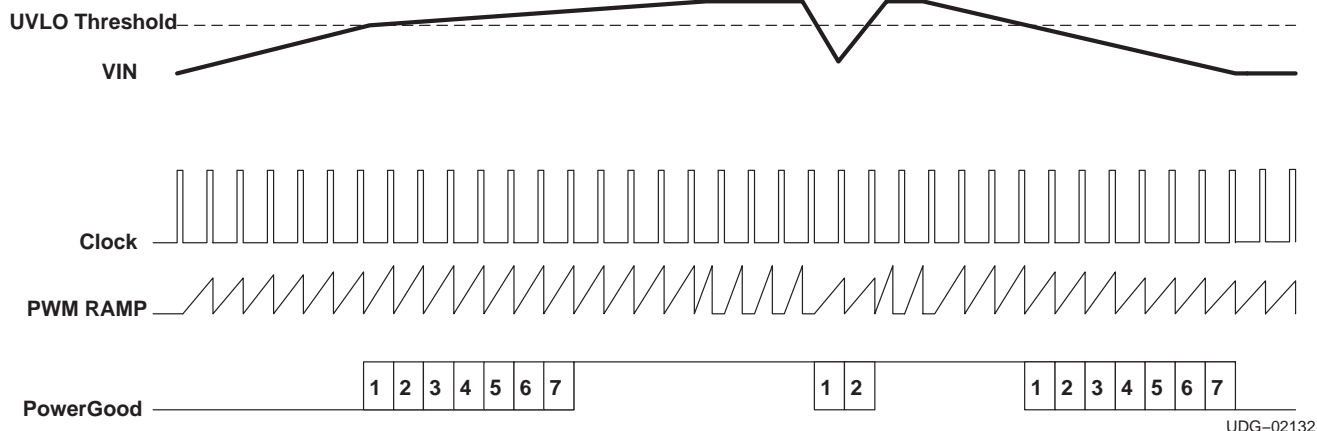 UVLO Threshold
VIN
Clock
PWM RAMP
1 2 3 4 5 6 7 1 2 1 2 3 4 5 6 7
PowerGood
UDG−02132